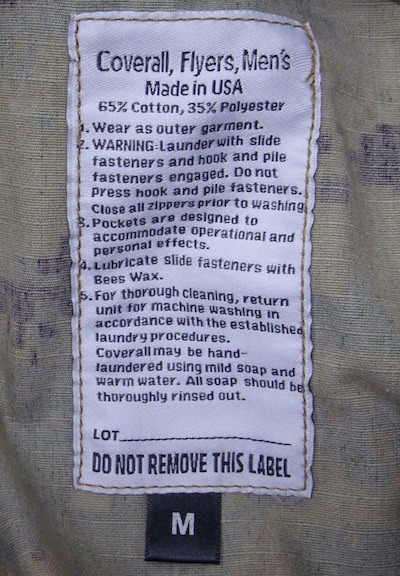 Coverall, Flyers, Men's
Made in USA
65% Cotton, 35% Polyester
1. Wear as outer garment.
2. WARNING: Launder with slide
fasteners and hook and pile
fasteners engaged. Do not
press hook and pile fasteners.
Close all zippers prior to washing
3. Pockets are designed to
accommodate operational and
personal effects.
4. Lubricate slide fasteners with
Bees Wax.
5. For thorough cleaning, return
unit for machine washing in
accordance with the established
laundry procedures.
Coverall may be hand-
laundered using mild soap and
warm water. All soap should be
thoroughly rinsed out.
LOT
DO NOT REMOVE THIS LABEL
M